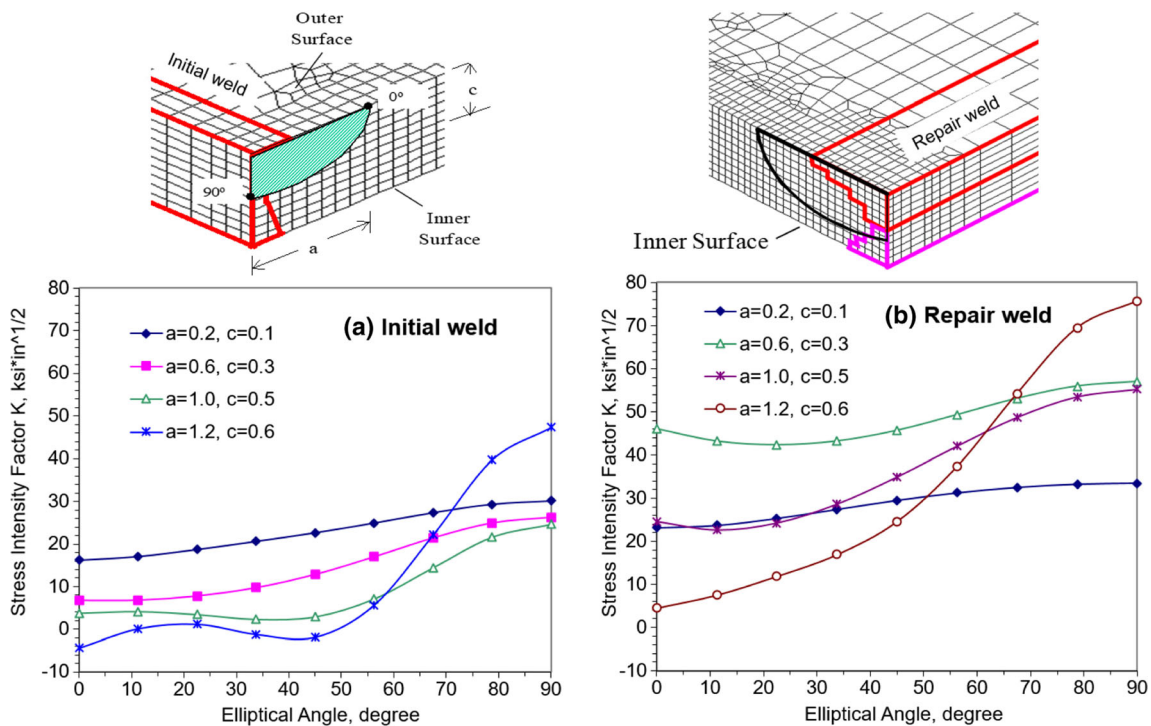 Outer
Surface
Initial weld
0º
c
90º
Inner
Surface
a
Repair weld
Inner Surface
(a) Initial weld
a=0.2, c=0.1
a=0.6, c=0.3
a=1.0, c=0.5
a=1.2, c=0.6
Stress Intensity Factor K, ksi*in^1/2
80
70
60
50
40
30
20
10
0
-10
0 10 20 30 40 50 60 70 80 90
Elliptical Angle, degree
(b) Repair weld
a=0.2, c=0.1
a=0.6, c=0.3
a=1.0, c=0.5
a=1.2, c=0.6
Stress Intensity Factor K, ksi*in^1/2
80
70
60
50
40
30
20
10
0
-10
0 10 20 30 40 50 60 70 80 90
Elliptical Angle, degree